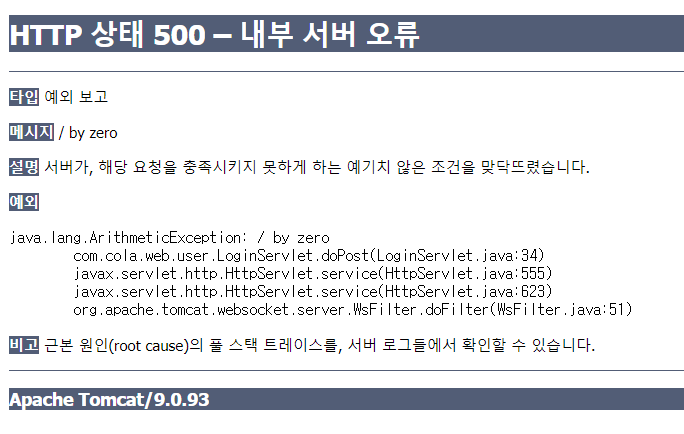 HTTP 상태 500 – 내부 서버 오류
타입 예외 보고
메시지 / by zero
설명 서버가, 해당 요청을 충족시키지 못하게 하는 예기치 않은 조건을 맞닥뜨렸습니다.
예외
java.lang.ArithmeticException: / by zero
com.cola.web.user.LoginServlet.doPost(LoginServlet.java:34)
javax.servlet.http.HttpServlet.service(HttpServlet.java:555)
javax.servlet.http.HttpServlet.service(HttpServlet.java:623)
org.apache.tomcat.websocket.server.WsFilter.doFilter(WsFilter.java:51)
비고 근본 원인(root cause)의 풀 스택 트레이스를, 서버 로그들에서 확인할 수 있습니다.
Apache Tomcat/9.0.93